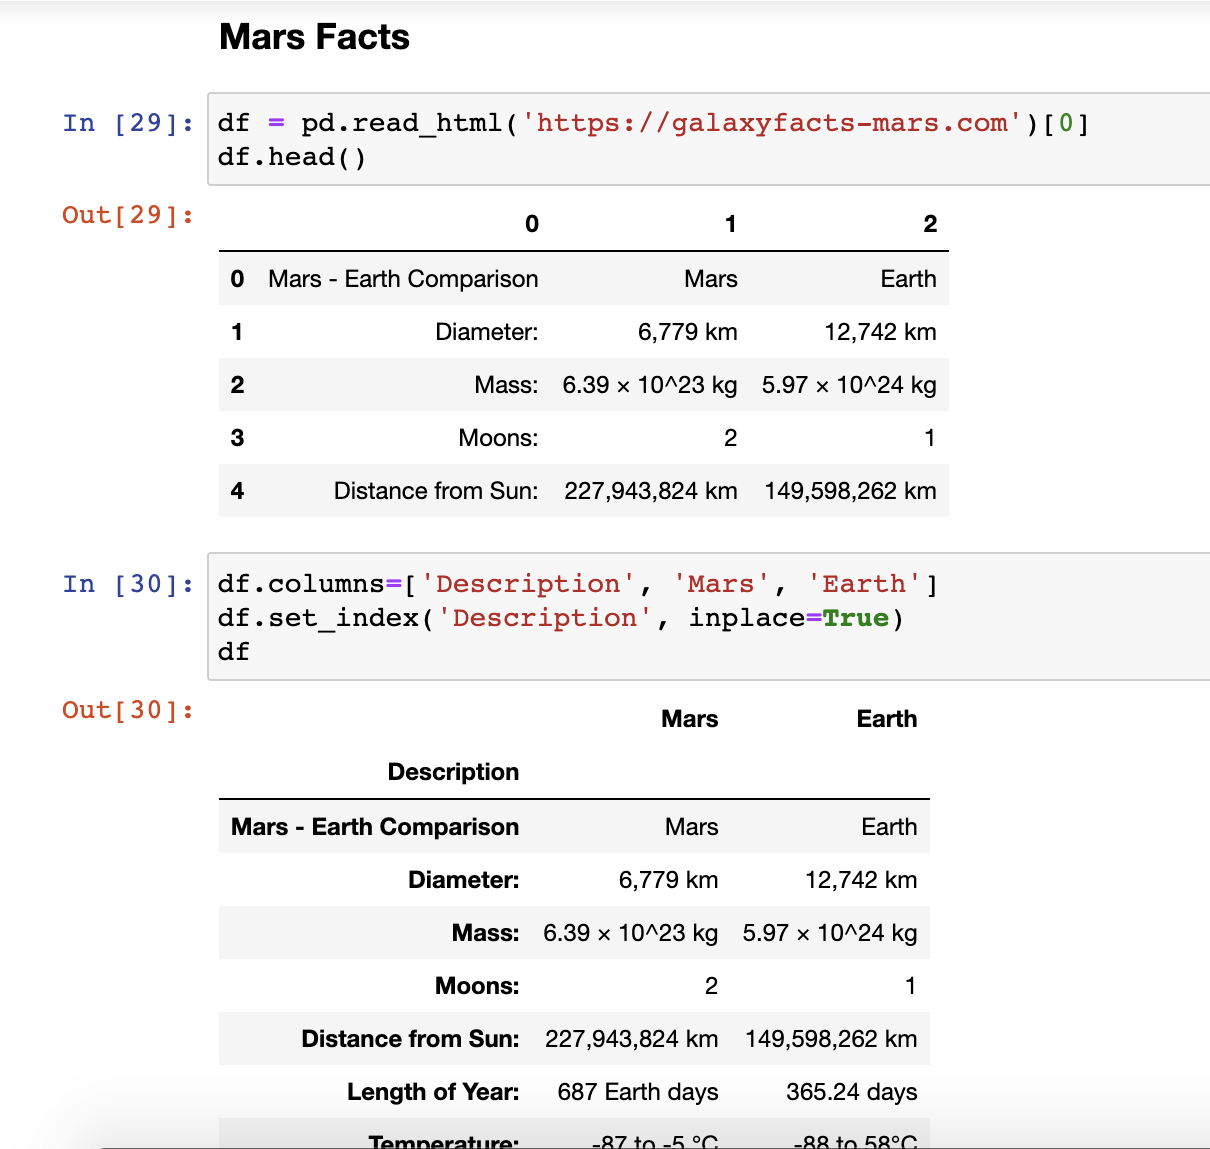 Mars Facts
In [29]: df = pd.read_html('https://galaxyfacts-mars.com')[0]
df.head()
Out[29]:
0 1 2
0 Mars - Earth Comparison Mars Earth
1 Diameter: 6,779 km 12,742 km
2 Mass: 6.39 × 10^23 kg 5.97 × 10^24 kg
3 Moons: 2 1
4 Distance from Sun: 227,943,824 km 149,598,262 km
In [30]: df.columns=['Description', 'Mars', 'Earth']
df.set_index('Description', inplace=True)
df
Out[30]:
Mars Earth
Description
Mars - Earth Comparison Mars Earth
Diameter: 6,779 km 12,742 km
Mass: 6.39 × 10^23 kg 5.97 × 10^24 kg
Moons: 2 1
Distance from Sun: 227,943,824 km 149,598,262 km
Length of Year: 687 Earth days 365.24 days
Temperature: -87 to -5 °C -88 to 58°C